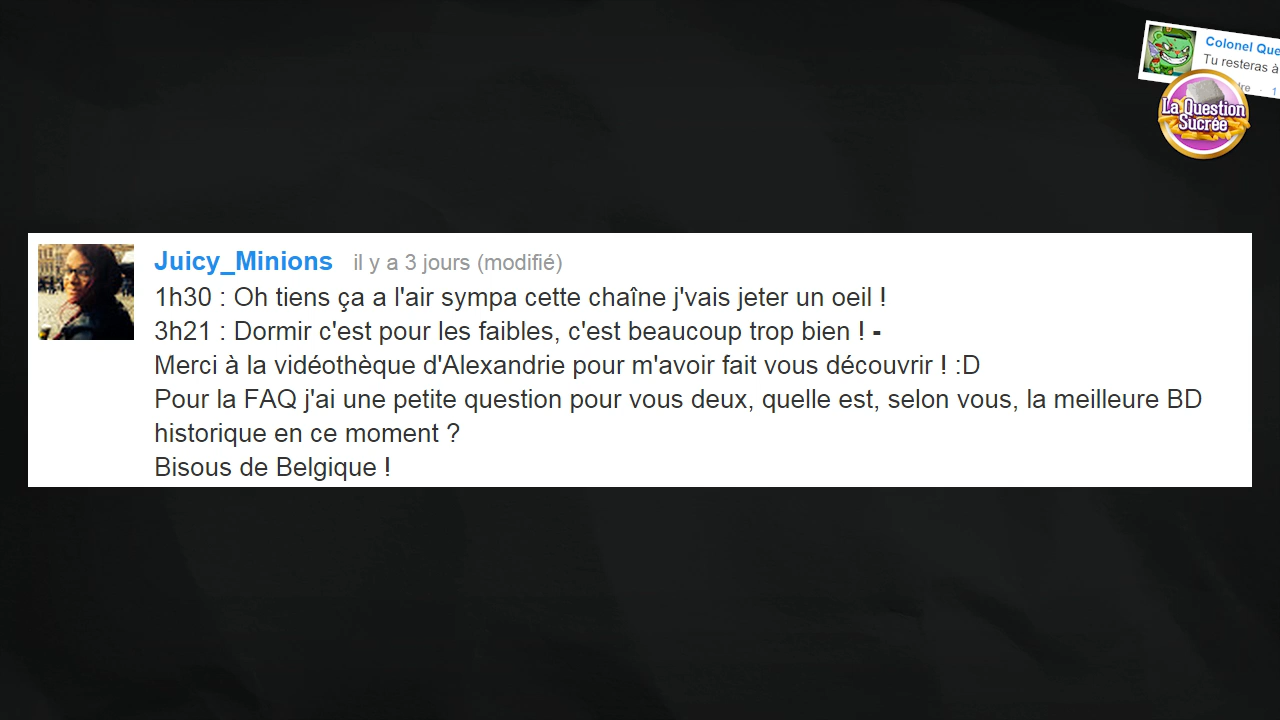 Colonel Que
Tu resteras à
La Question
Sucrée
Juicy_Minions il y a 3 jours (modifié)
1h30 : Oh tiens ça a l'air sympa cette chaîne j'vais jeter un oeil !
3h21 : Dormir c'est pour les faibles, c'est beaucoup trop bien ! -
Merci à la vidéothèque d'Alexandrie pour m'avoir fait vous découvrir ! :D
Pour la FAQ j'ai une petite question pour vous deux, quelle est, selon vous, la meilleure BD
historique en ce moment ?
Bisous de Belgique !